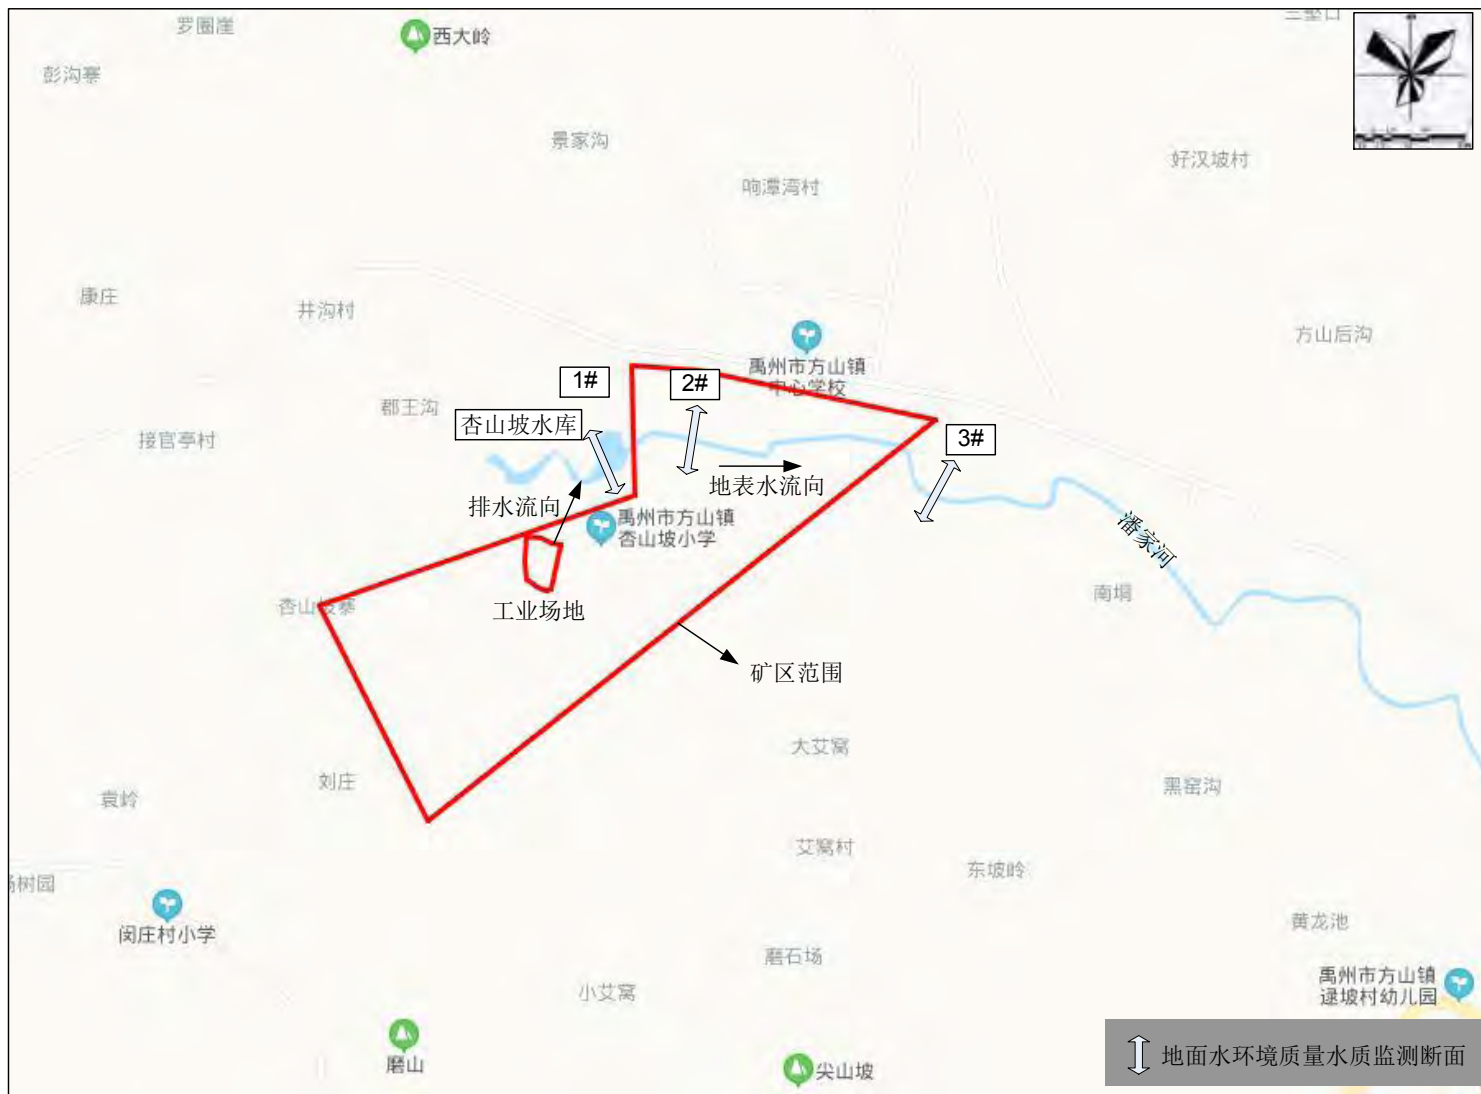 罗圈崖
西大岭
彭沟寨
景家沟
好汉坡村
响潭湾村
康庄
井沟村
方山后沟
禹州市方山镇
中心学校
1#
2#
郡王沟
杏山坡水库
3#
接官亭村
地表水流向
排水流向
禹州市方山镇
杏山坡小学
潘家河
南垌
工业场地
杏山坡寨
矿区范围
大艾窝
刘庄
黑窑沟
袁岭
艾窝村
东坡岭
杨树园
黄龙池
闵庄村小学
磨石场
禹州市方山镇
逯坡村幼儿园
小艾窝
磨山
尖山坡
地面水环境质量水质监测断面